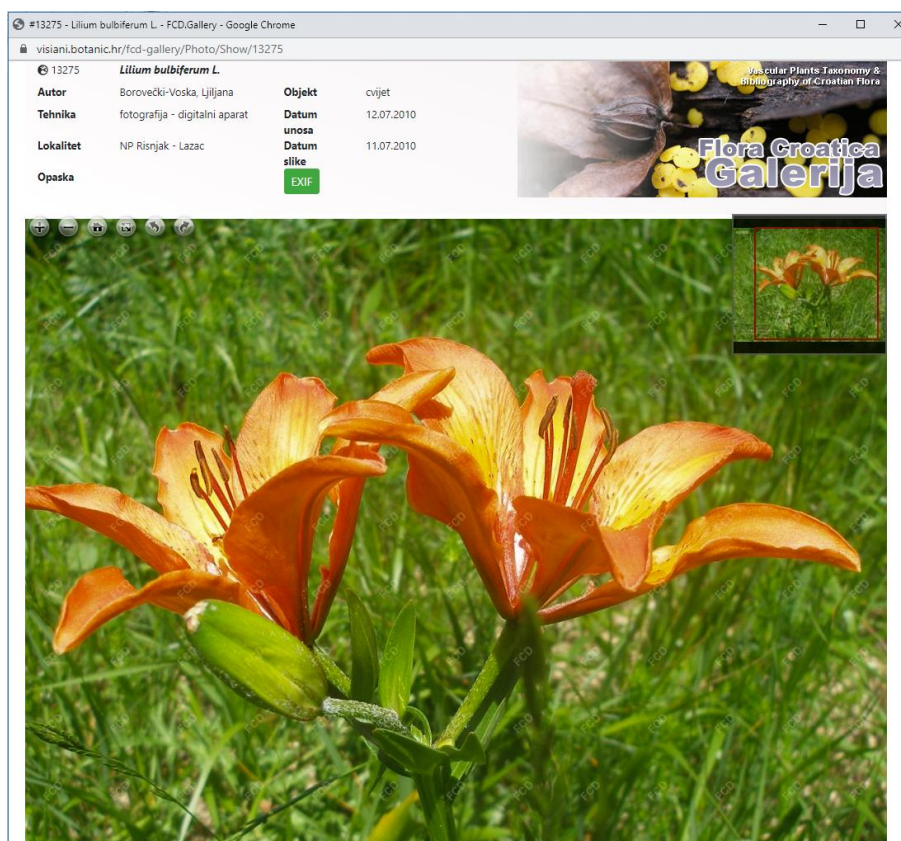 #13275 - Lilium bulbiferum L. - FCD.Gallery - Google Chrome
visiani.botanic.hr/fcd-gallery/Photo/Show/13275
13275 Lilium bulbiferum L.
Autor Borovečki-Voska, Ljiljana Objekt cvijet
Tehnika fotografija - digitalni aparat Datum unosa 12.07.2010
Lokalitet NP Risnjak - Lazac Datum slike 11.07.2010
Opaska EXIF
Vascular Plants Taxonomy &
Bibliography of Croatian Flora
Flora Croatica
Galerija
FCD